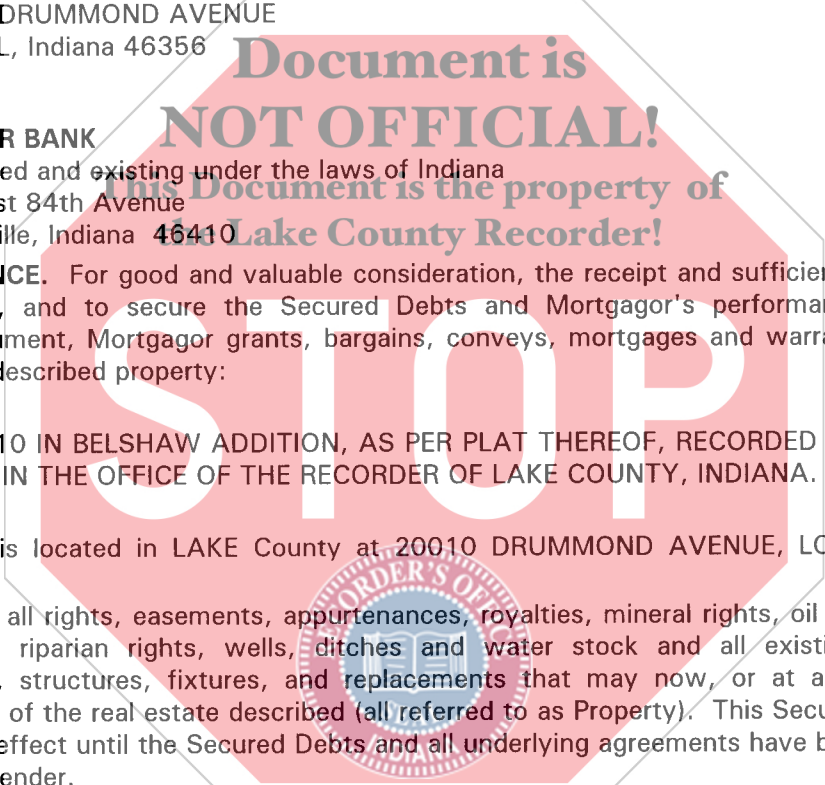 DRUMMOND AVENUE
L, Indiana 46356
Document is
NOT OFFICIAL!
R BANK
ed and existing under the laws of Indiana
This Document is the property of
st 84th Avenue
ille, Indiana 46410
the Lake County Recorder!
NCE. For good and valuable consideration, the receipt and sufficien
, and to secure the Secured Debts and Mortgagor's performan
ument, Mortgagor grants, bargains, conveys, mortgages and warra
described property:
STOP
10 IN BELSHAW ADDITION, AS PER PLAT THEREOF, RECORDED
IN THE OFFICE OF THE RECORDER OF LAKE COUNTY, INDIANA.
is located in LAKE County at 20010 DRUMMOND AVENUE, LO
RECORDER'S OFFICE
all rights, easements, appurtenances, royalties, mineral rights, oil
riparian rights, wells, ditches and water stock and all existi
, structures, fixtures, and replacements that may now, or at a
of the real estate described (all referred to as Property). This Secu
effect until the Secured Debts and all underlying agreements have b
INDIANA
ender.